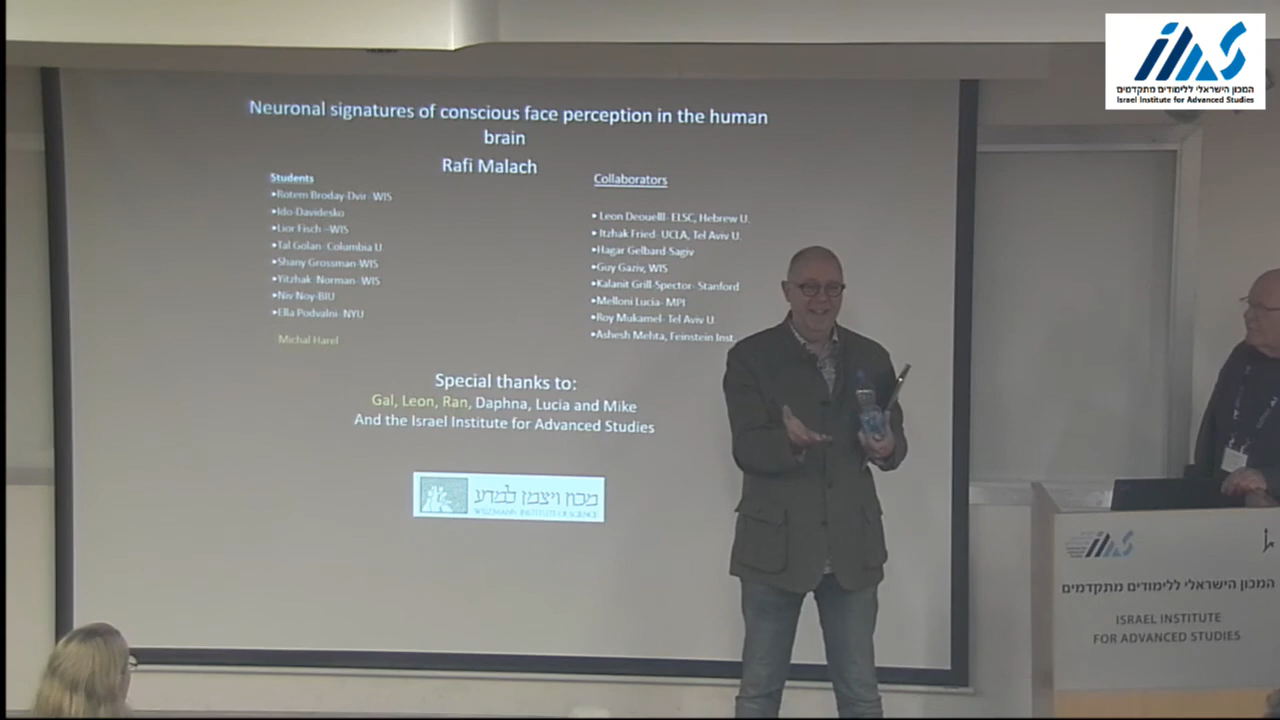 Neuronal signatures of conscious face perception in the human
brain
Rafi Malach
Students
•Rotem Broday-Dvir- WIS
•Ido Davidesko
•Lior Fisch –WIS
•Tal Golan- Columbia U
•Shany Grossman-WIS
•Yitzhak Norman- WIS
•Niv Noy-BIU
•Ella Podvalni- NYU
Michal Harel
Collaborators
• Leon Deouelll- ELSC, Hebrew U.
• Itzhak Fried- UCLA, Tel Aviv U.
•Hagar Gelbard-Sagiv
•Guy Gaziv, WIS
•Kalanit Grill-Spector- Stanford
•Melloni Lucia- MPI
•Roy Mukamel- Tel Aviv U
•Ashesh Mehta, Feinstein Inst.
Special thanks to:
Gal, Leon, Ran, Daphna, Lucia and Mike
And the Israel Institute for Advanced Studies
מכון ויצמן למדע
WEIZMANN INSTITUTE OF SCIENCE
המכון הישראלי ללימודים מתקדמים
Israel Institute for Advanced Studies
המכון הישראלי ללימודים מתקדמים
ISRAEL INSTITUTE
FOR ADVANCED STUDIES